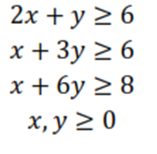 2x + y ≥ 6
x + 3y ≥ 6
x + 6y ≥ 8
x, y ≥ 0